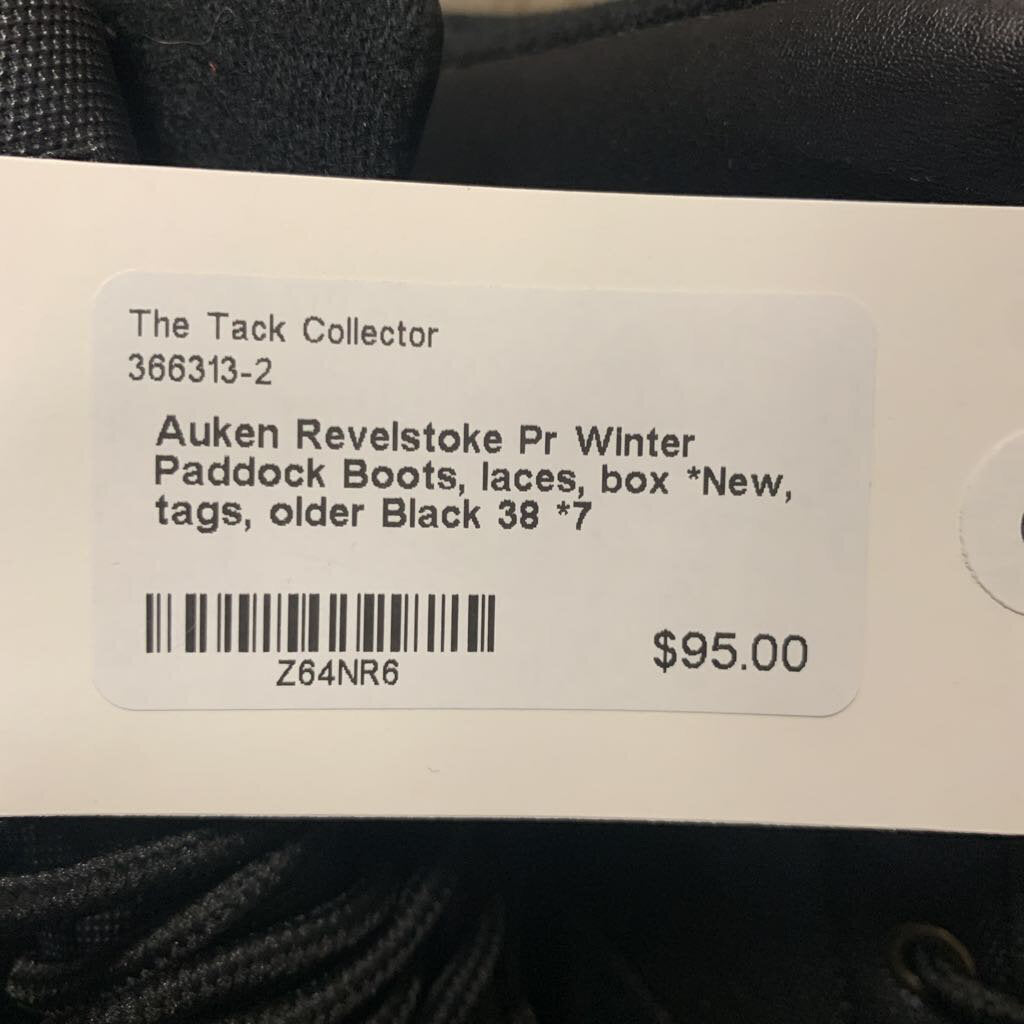 The Tack Collector
366313-2
Auken Revelstoke Pr Winter
Paddock Boots, laces, box *New,
tags, older Black 38 *7
Z64NR6
$95.00